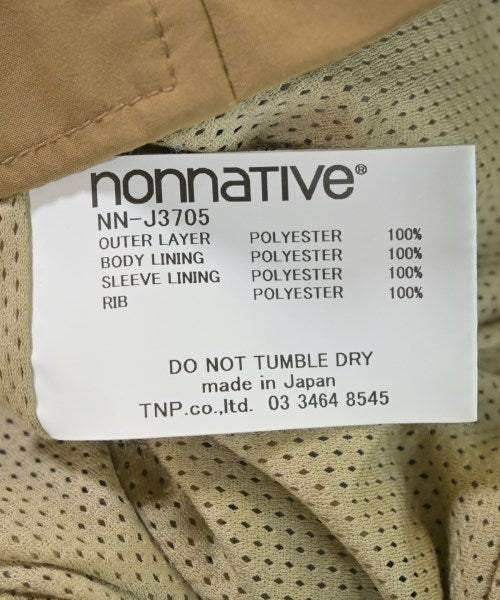 nonnative®
NN-J3705
OUTER LAYER POLYESTER 100%
BODY LINING POLYESTER 100%
SLEEVE LINING POLYESTER 100%
RIB POLYESTER 100%
DO NOT TUMBLE DRY
made in Japan
TNP.co.,ltd. 03 3464 8545